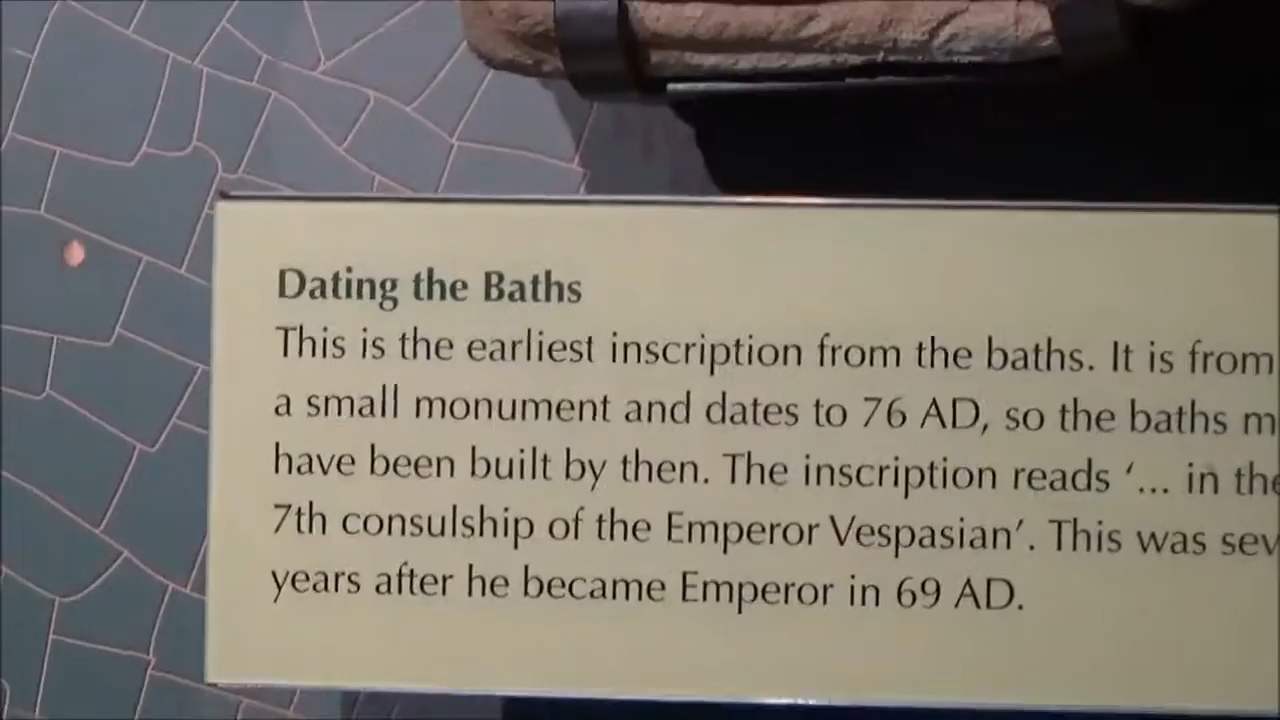 Dating the Baths
This is the earliest inscription from the baths. It is from
a small monument and dates to 76 AD, so the baths m
have been built by then. The inscription reads ‘... in the
7th consulship of the Emperor Vespasian’. This was sev
years after he became Emperor in 69 AD.